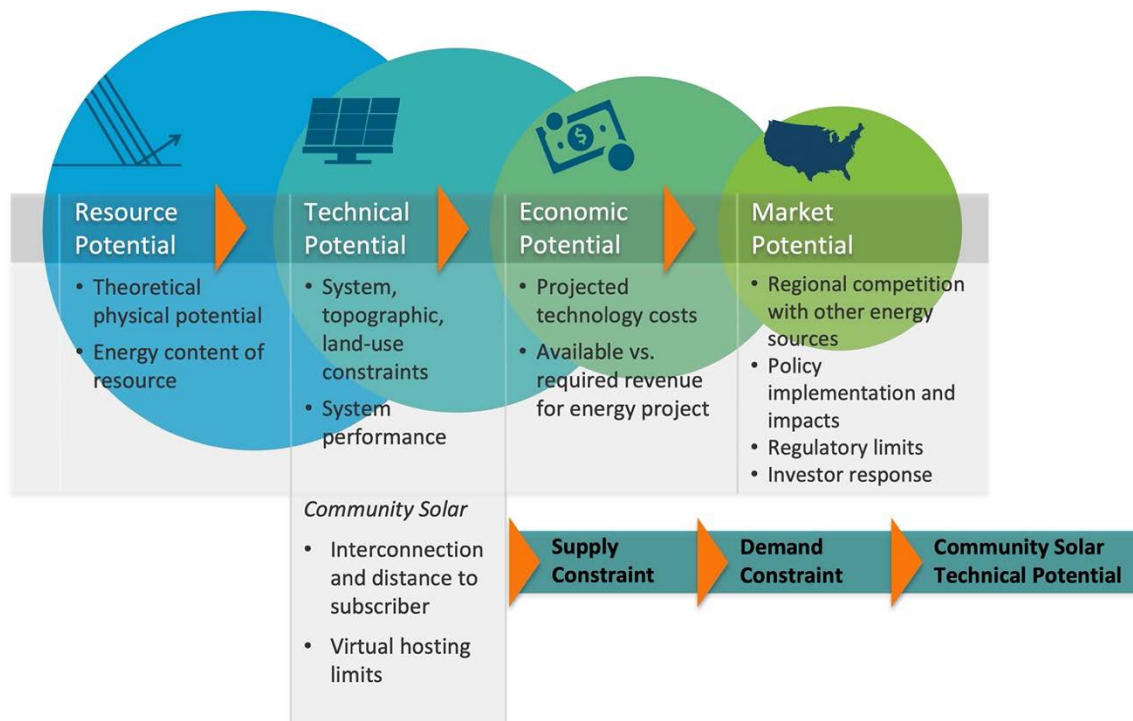 Resource
Potential
• Theoretical
physical potential
• Energy content of
resource
Technical
Potential
• System,
topographic,
land-use
constraints
• System
performance
Economic
Potential
• Projected
technology costs
• Available vs.
required revenue
for energy project
Market
Potential
• Regional competition
with other energy
sources
• Policy
implementation and
impacts
• Regulatory limits
• Investor response
Community Solar
• Interconnection
and distance to
subscriber
• Virtual hosting
limits
Supply
Constraint
Demand
Constraint
Community Solar
Technical Potential
$